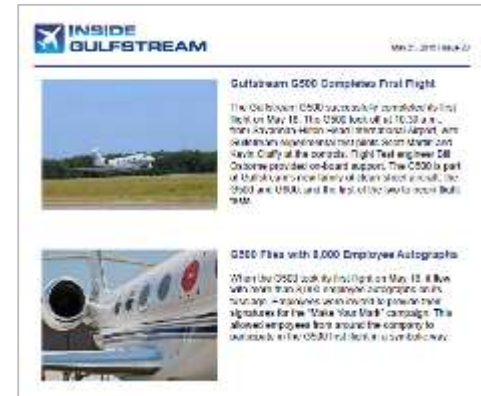 INSIDE
GULFSTREAM
Gulfstream G500 Completes First Flight
The Gulfstream G500 successfully completed its first
flight on May 18. The G500 took off at 10:30 a.m.
from Savannah-Hilton Head International Airport, with
Gulfstream experimental test pilots Scott Martin and
Kevin Claffy at the controls. Flight Test engineer Bill
Osborne provided on-board support. The G500 is part
of Gulfstream's new family of clean-sheet aircraft, the
G500 and G600, and the first of the two to begin flight
tests.
G500 Flies with 8,000 Employee Autographs
When the G500 took its first flight on May 18, it flew
with more than 8,000 employee autographs on its
fuselage. Employees were invited to provide their
signatures for the "Make Your Mark" campaign. This
allowed employees from around the company to
participate in the G500 first flight in a symbolic way.